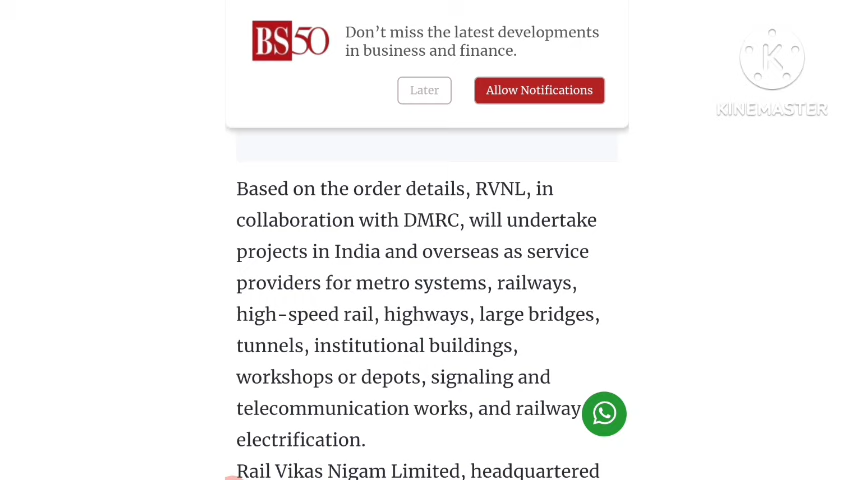 BS50
Don’t miss the latest developments
in business and finance.
Later
Allow Notifications
KINEMASTER
Based on the order details, RVNL, in
collaboration with DMRC, will undertake
projects in India and overseas as service
providers for metro systems, railways,
high-speed rail, highways, large bridges,
tunnels, institutional buildings,
workshops or depots, signaling and
telecommunication works, and railway
electrification.
Rail Vikas Nigam Limited, headquartered